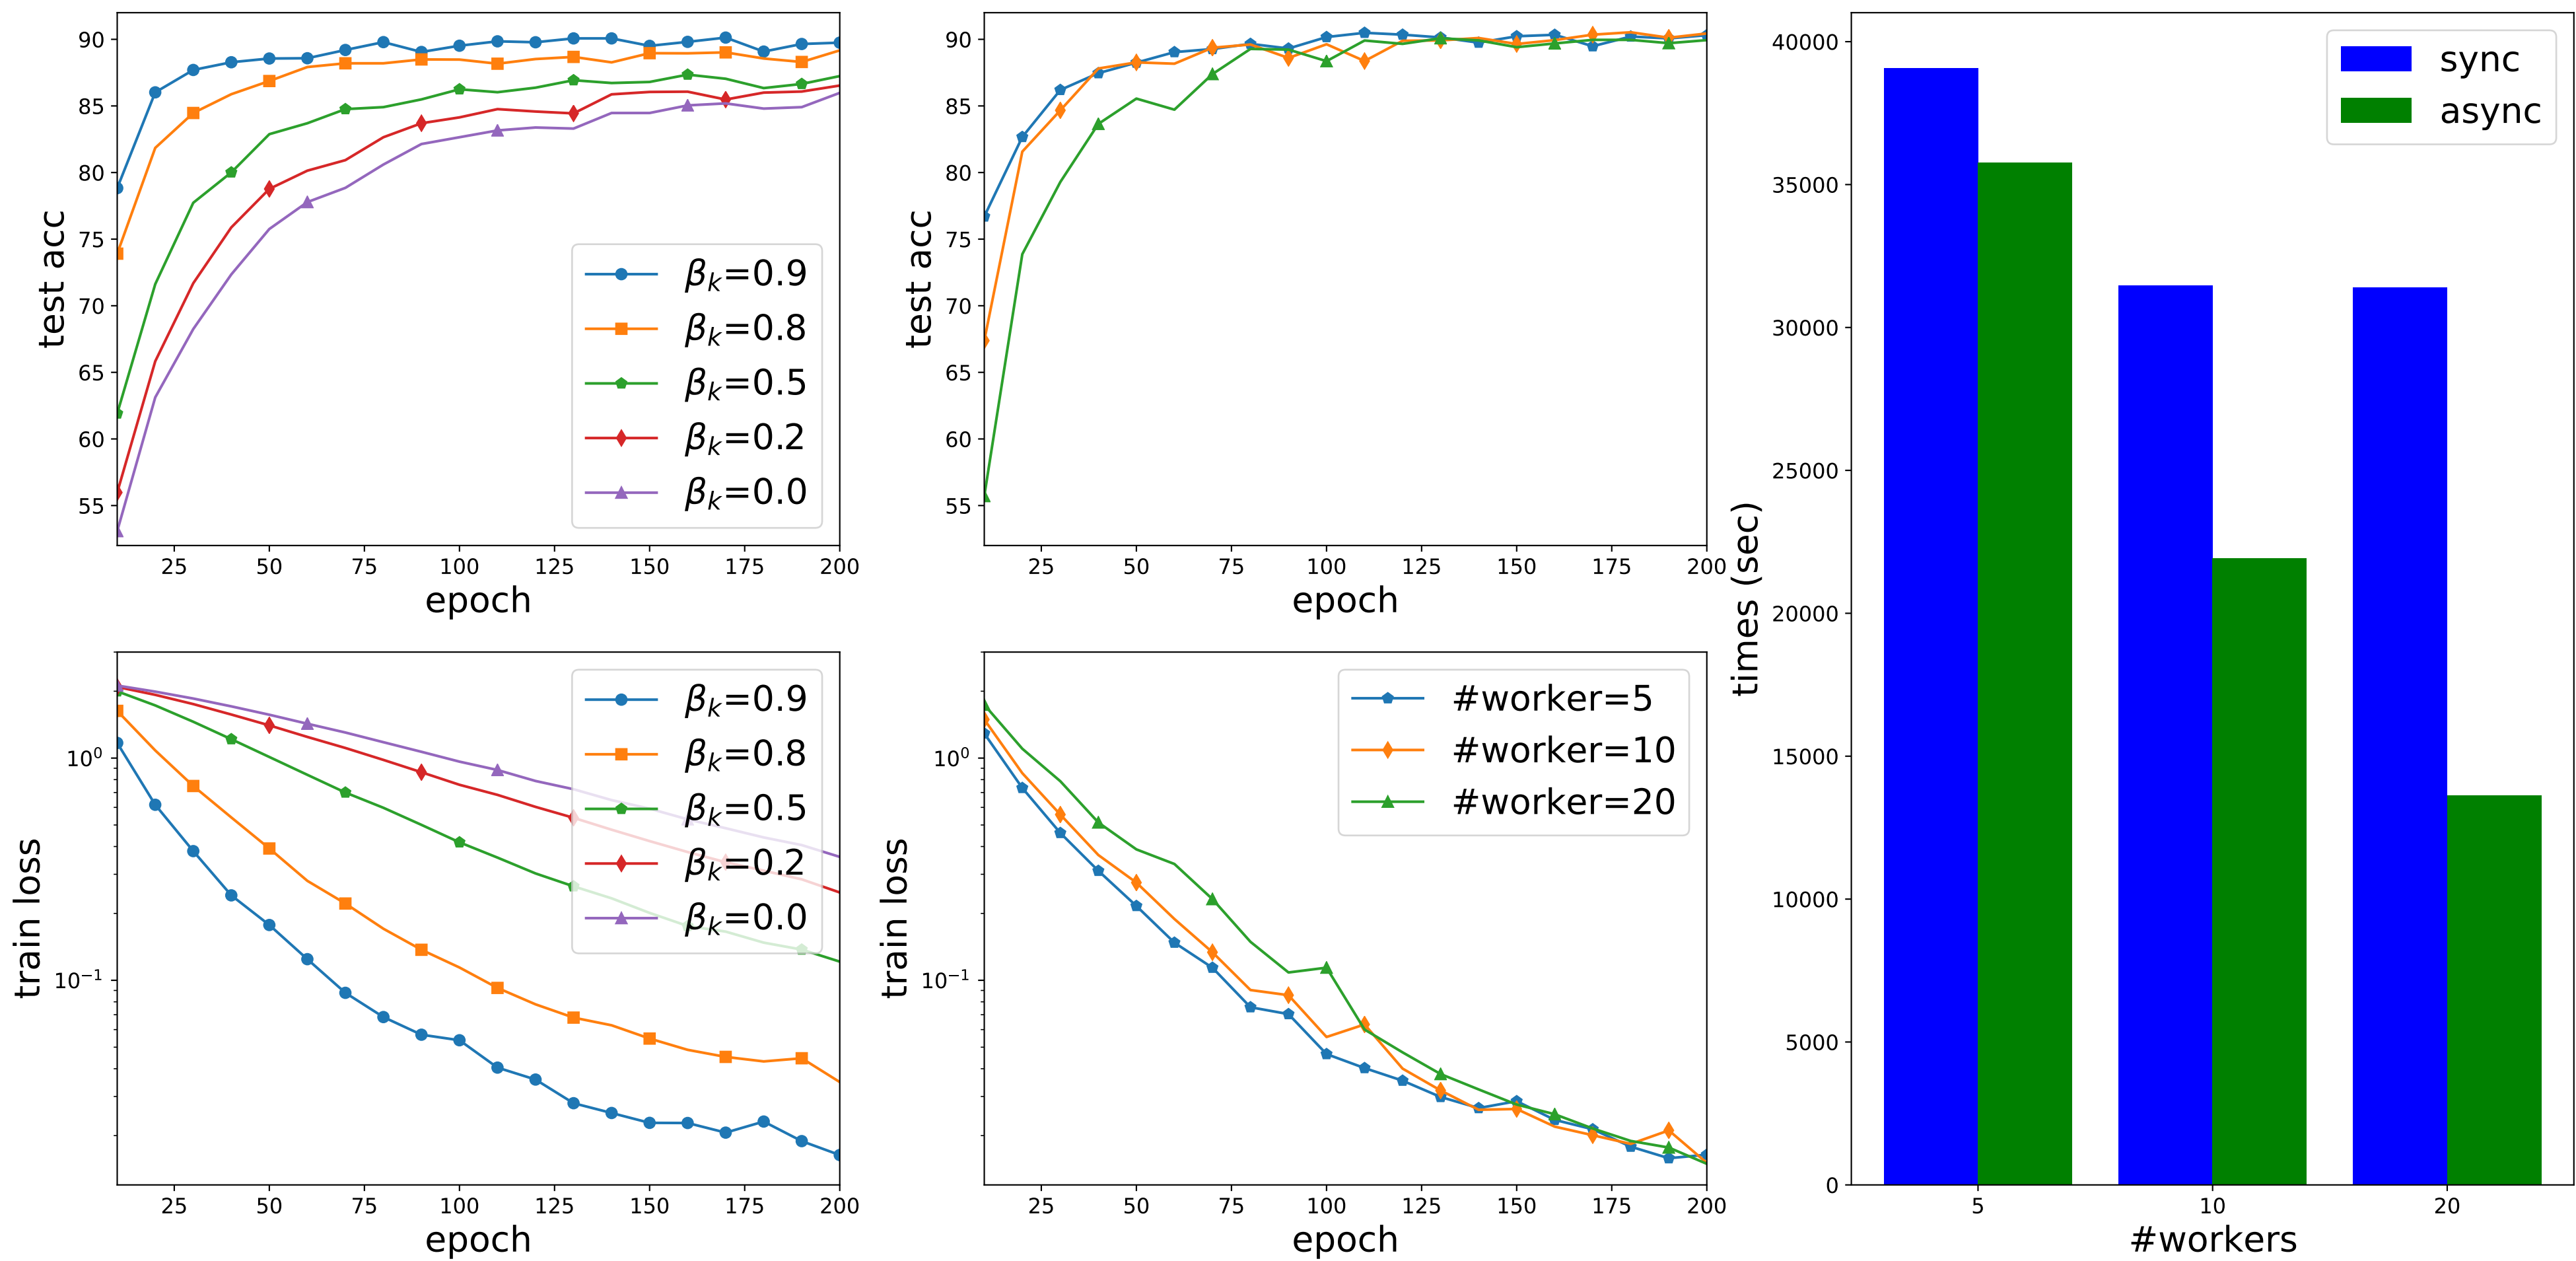 90
85
80
75
70
65
60
55
test acc
βk=0.9
βk=0.8
βk=0.5
βk=0.2
βk=0.0
25 50 75 100 125 150 175 200
epoch
90
85
80
75
70
65
60
55
test acc
25 50 75 100 125 150 175 200
epoch
10^0
10^-1
train loss
βk=0.9
βk=0.8
βk=0.5
βk=0.2
βk=0.0
25 50 75 100 125 150 175 200
epoch
10^0
10^-1
train loss
#worker=5
#worker=10
#worker=20
25 50 75 100 125 150 175 200
epoch
40000
35000
30000
25000
20000
15000
10000
5000
0
times (sec)
sync
async
5 10 20
#workers